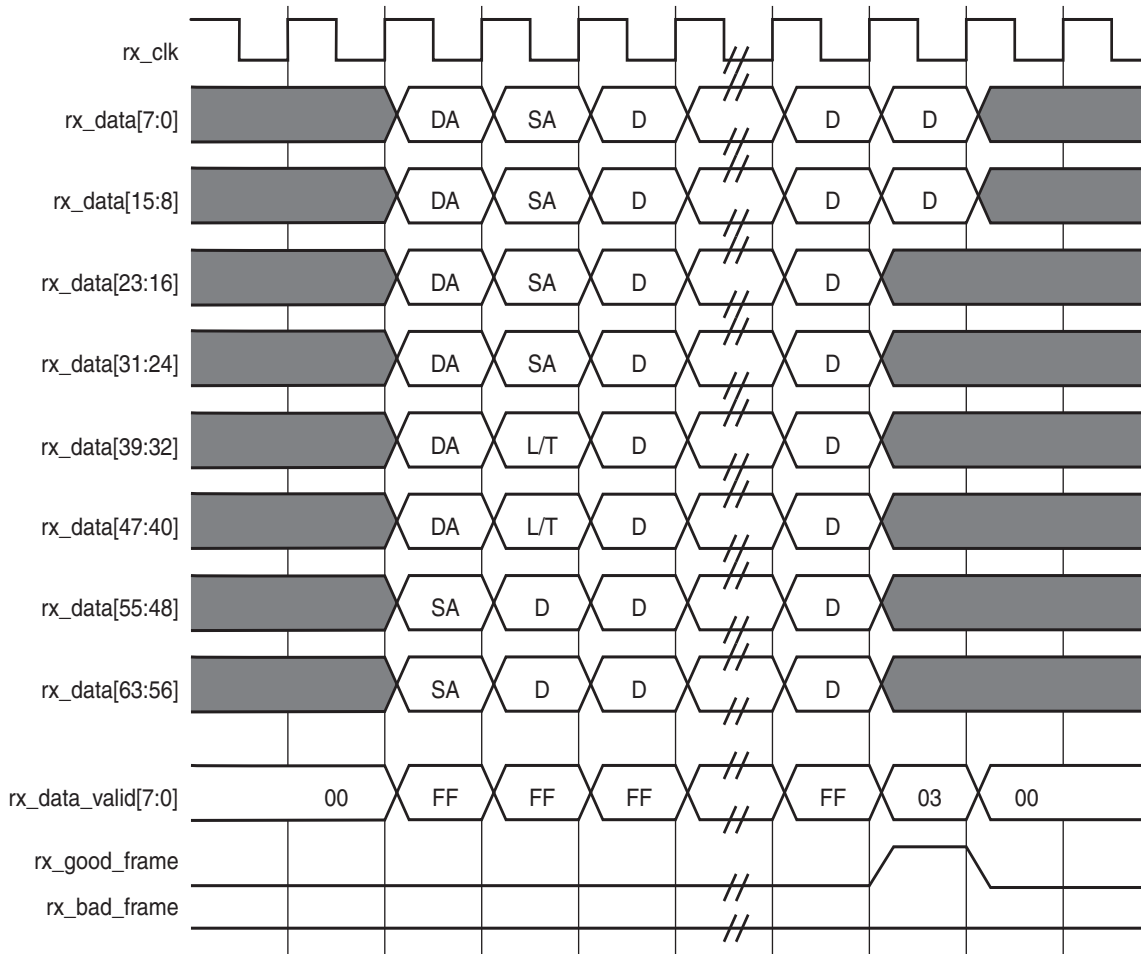 rx_clk
rx_data[7:0] DA SA D D D
rx_data[15:8] DA SA D D D
rx_data[23:16] DA SA D D
rx_data[31:24] DA SA D D
rx_data[39:32] DA L/T D D
rx_data[47:40] DA L/T D D
rx_data[55:48] SA D D D
rx_data[63:56] SA D D D
rx_data_valid[7:0] 00 FF FF FF FF 03 00
rx_good_frame
rx_bad_frame